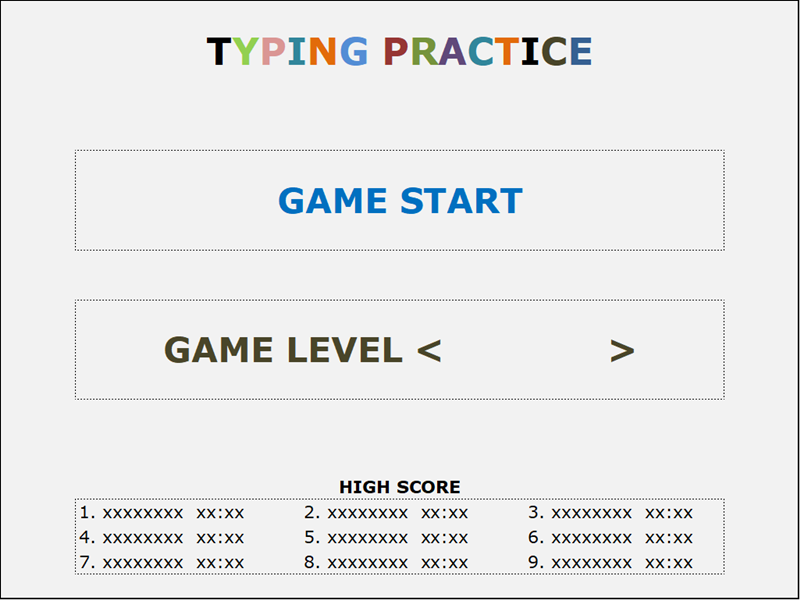 TYPING PRACTICE
GAME START
GAME LEVEL < >
HIGH SCORE
1. xxxxxxxx xx:xx 2. xxxxxxxx xx:xx 3. xxxxxxxx xx:xx
4. xxxxxxxx xx:xx 5. xxxxxxxx xx:xx 6. xxxxxxxx xx:xx
7. xxxxxxxx xx:xx 8. xxxxxxxx xx:xx 9. xxxxxxxx xx:xx